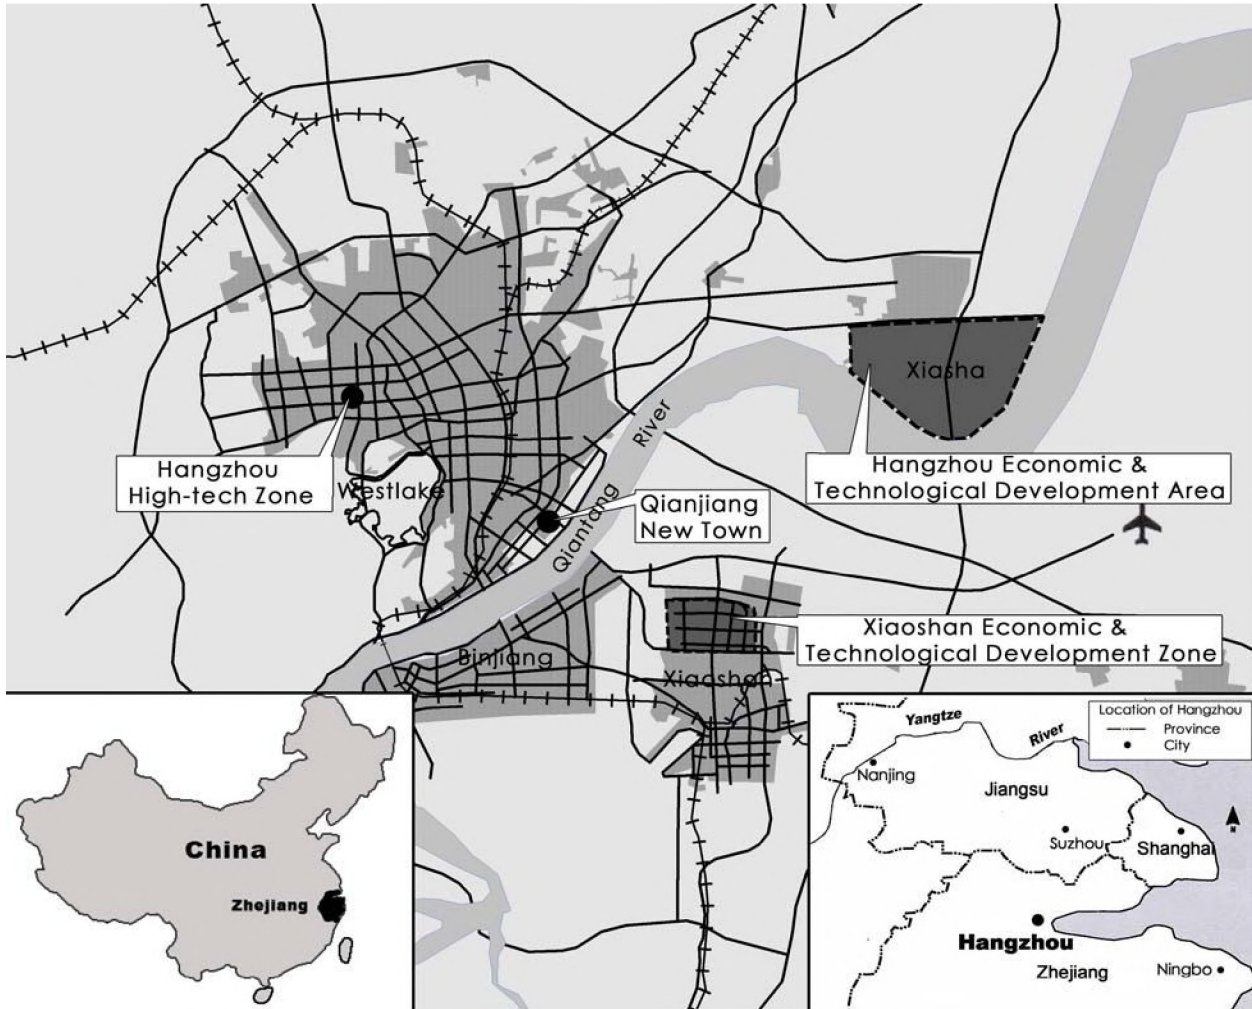 Xiasha
River
Hangzhou
High-tech Zone
Westlake
Hangzhou Economic &
Technological Development Area
Qianjiang
New Town
Qiantang
Xiaoshan Economic &
Technological Development Zone
Binjiang
Xiaoshan
China
Zhejiang
Location of Hangzhou
Province
City
Yangtze
River
Nanjing
Jiangsu
Suzhou
Shanghai
N
Hangzhou
Zhejiang
Ningbo